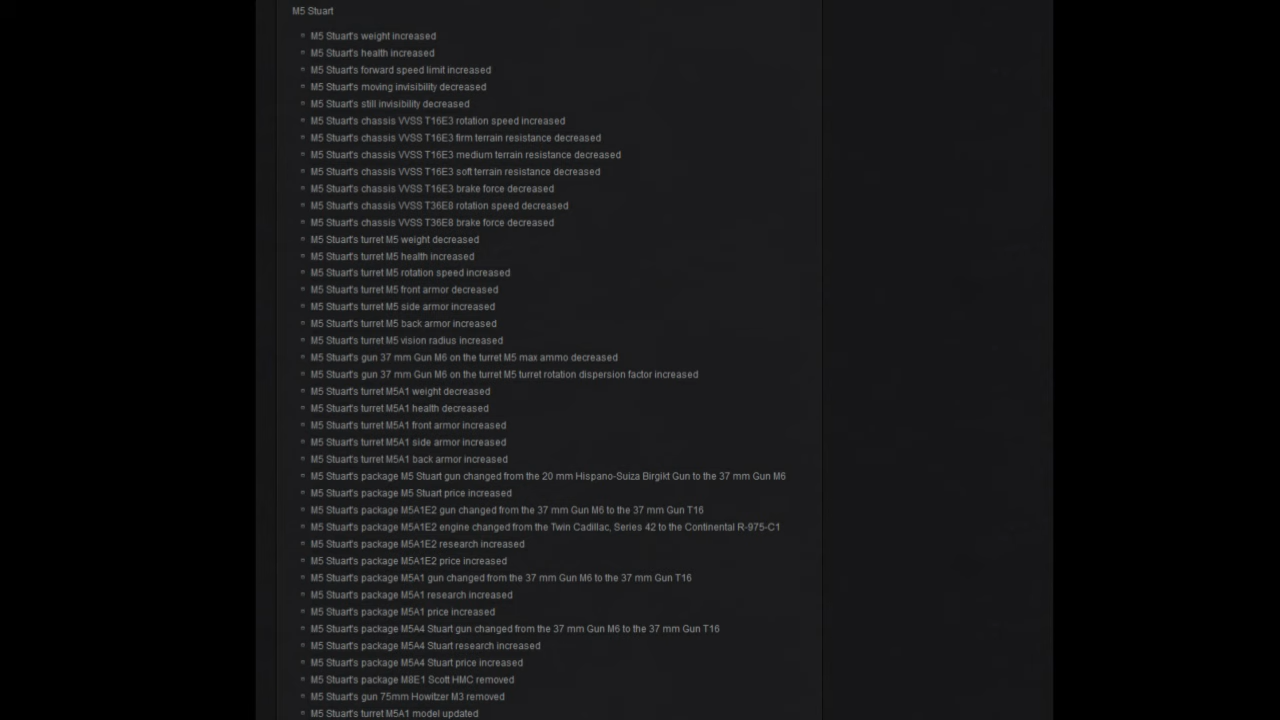 M5 Stuart
M5 Stuart's weight increased
M5 Stuart's health increased
M5 Stuart's forward speed limit increased
M5 Stuart's moving invisibility decreased
M5 Stuart's still invisibility decreased
M5 Stuart's chassis VVSS T16E3 rotation speed increased
M5 Stuart's chassis VVSS T16E3 firm terrain resistance decreased
M5 Stuart's chassis VVSS T16E3 medium terrain resistance decreased
M5 Stuart's chassis VVSS T16E3 soft terrain resistance decreased
M5 Stuart's chassis VVSS T16E3 brake force decreased
M5 Stuart's chassis VVSS T36E8 rotation speed decreased
M5 Stuart's chassis VVSS T36E8 brake force decreased
M5 Stuart's turret M5 weight decreased
M5 Stuart's turret M5 health increased
M5 Stuart's turret M5 rotation speed increased
M5 Stuart's turret M5 front armor decreased
M5 Stuart's turret M5 side armor increased
M5 Stuart's turret M5 back armor increased
M5 Stuart's turret M5 vision radius increased
M5 Stuart's gun 37 mm Gun M6 on the turret M5 max ammo decreased
M5 Stuart's gun 37 mm Gun M6 on the turret M5 turret rotation dispersion factor increased
M5 Stuart's turret M5A1 weight decreased
M5 Stuart's turret M5A1 health decreased
M5 Stuart's turret M5A1 front armor increased
M5 Stuart's turret M5A1 side armor increased
M5 Stuart's turret M5A1 back armor increased
M5 Stuart's package M5 Stuart gun changed from the 20 mm Hispano-Suiza Birgikt Gun to the 37 mm Gun M6
M5 Stuart's package M5 Stuart price increased
M5 Stuart's package M5A1E2 gun changed from the 37 mm Gun M6 to the 37 mm Gun T16
M5 Stuart's package M5A1E2 engine changed from the Twin Cadillac, Series 42 to the Continental R-975-C1
M5 Stuart's package M5A1E2 research increased
M5 Stuart's package M5A1E2 price increased
M5 Stuart's package M5A1 gun changed from the 37 mm Gun M6 to the 37 mm Gun T16
M5 Stuart's package M5A1 research increased
M5 Stuart's package M5A1 price increased
M5 Stuart's package M5A4 Stuart gun changed from the 37 mm Gun M6 to the 37 mm Gun T16
M5 Stuart's package M5A4 Stuart research increased
M5 Stuart's package M5A4 Stuart price increased
M5 Stuart's package M8E1 Scott HMC removed
M5 Stuart's gun 75mm Howitzer M3 removed
M5 Stuart's turret M5A1 model updated